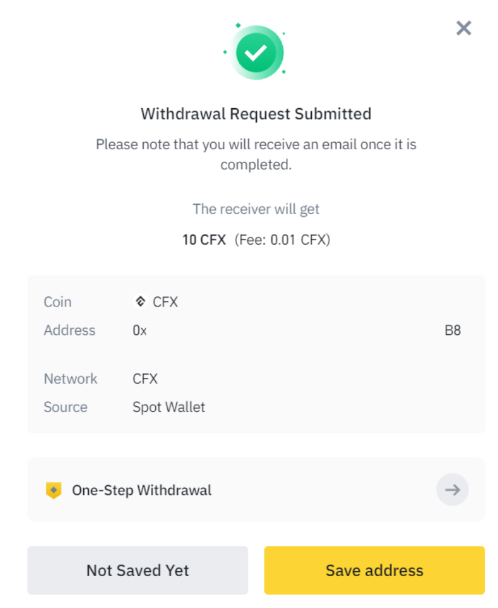 Withdrawal Request Submitted
Please note that you will receive an email once it is
completed.
The receiver will get
10 CFX (Fee: 0.01 CFX)
Coin CFX
Address 0x B8
Network CFX
Source Spot Wallet
One-Step Withdrawal
Not Saved Yet Save address